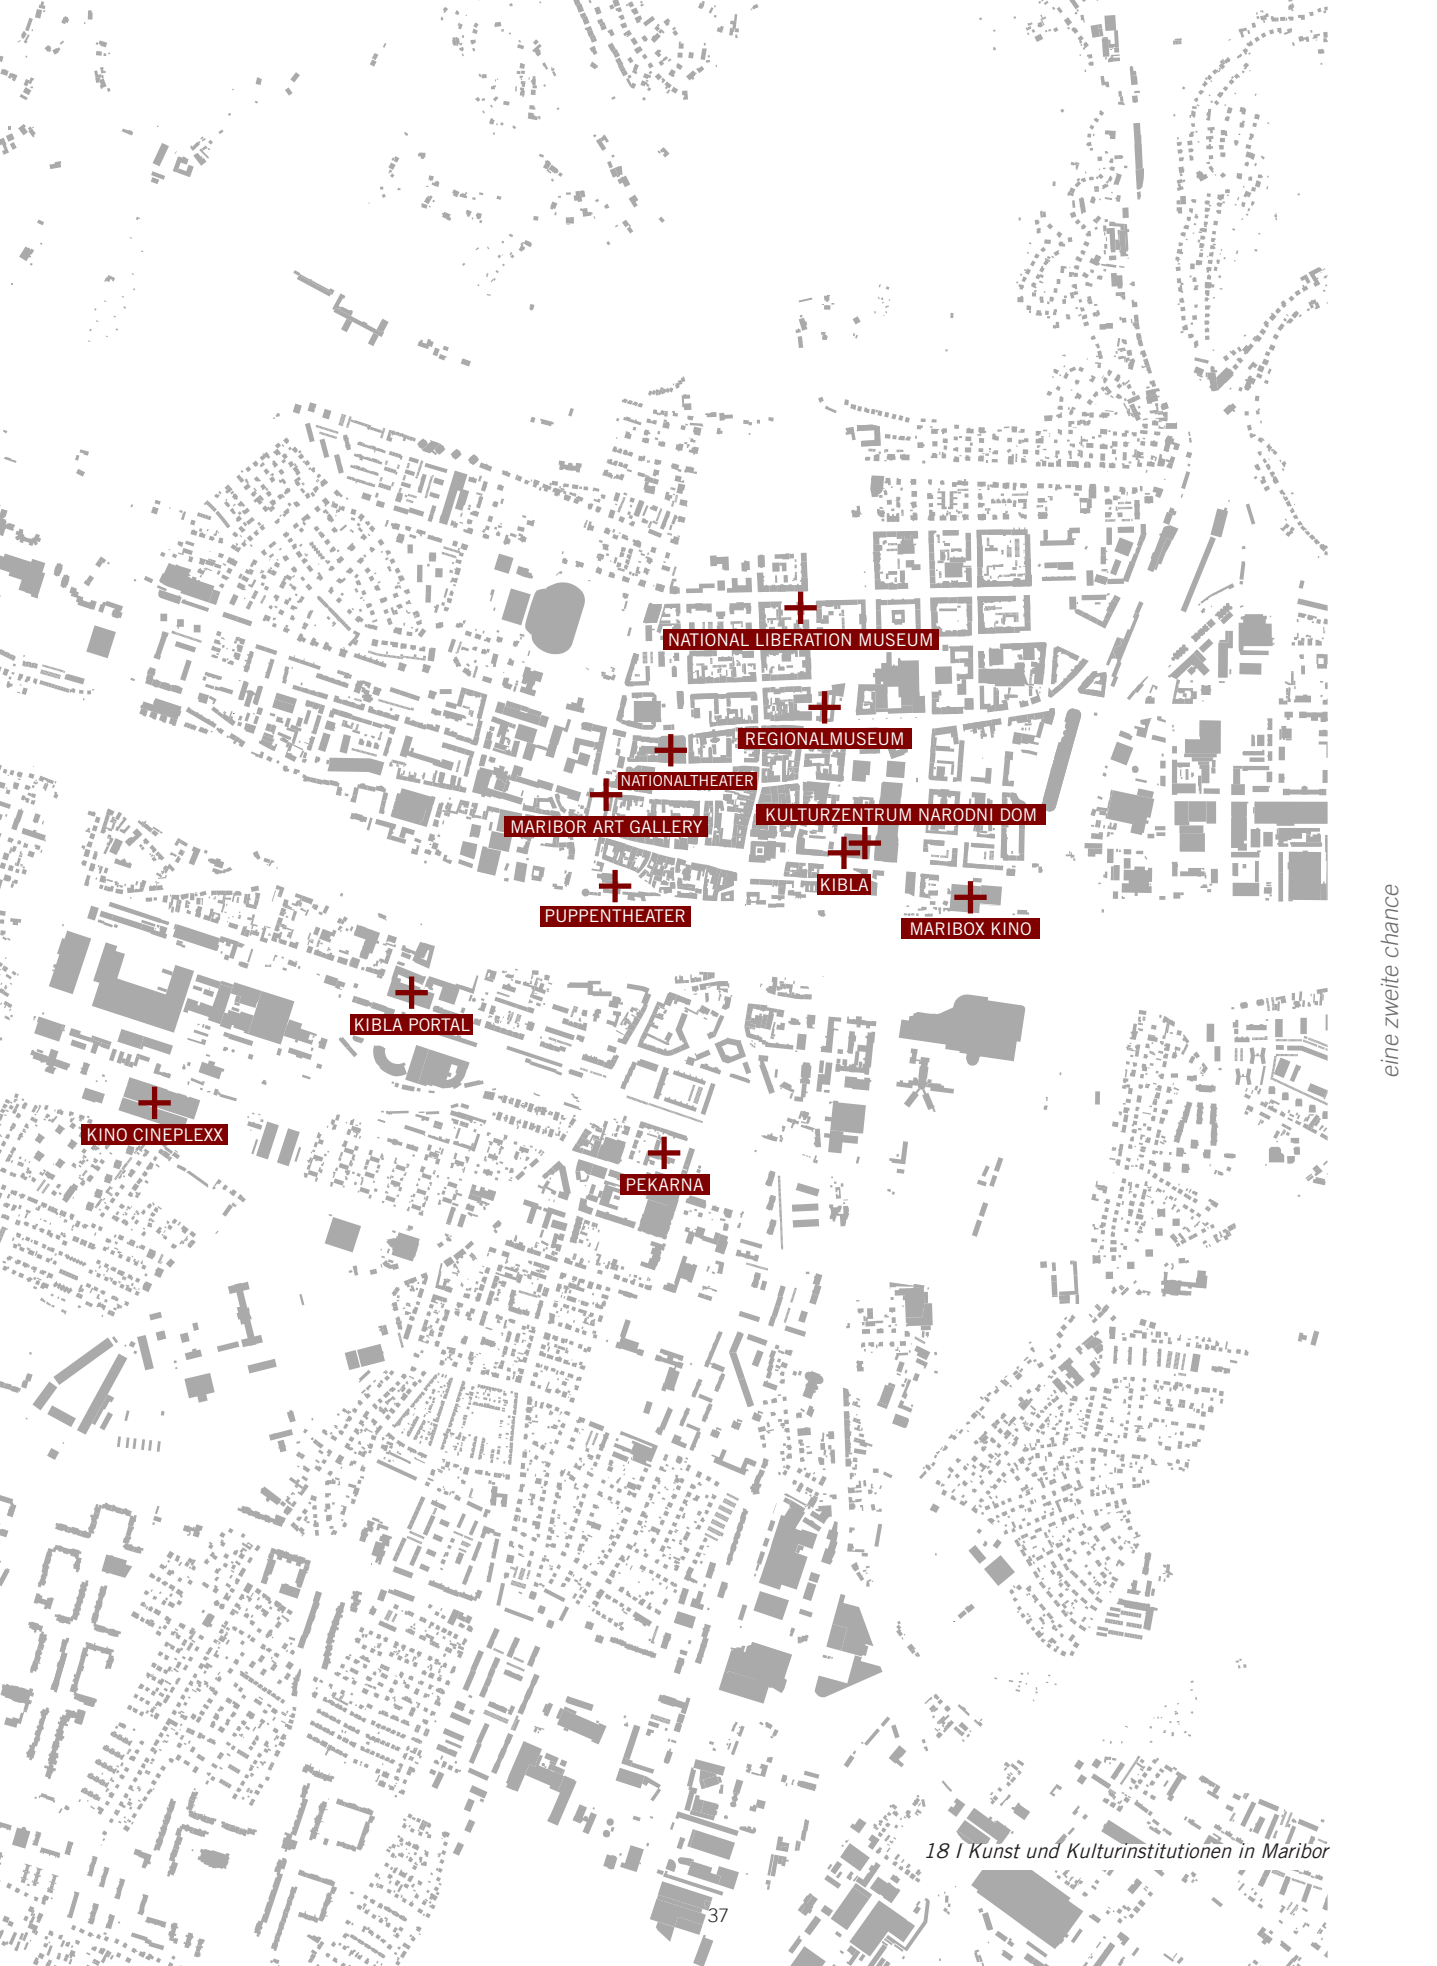 NATIONAL LIBERATION MUSEUM
REGIONALMUSEUM
NATIONALTHEATER
KULTURZENTRUM NARODNI DOM
MARIBOR ART GALLERY
KIBLA
PUPPENTHEATER
MARIBOX KINO
eine zweite chance
KIBLA PORTAL
KINO CINEPLEXX
PEKARNA
18 I Kunst und Kulturinstitutionen in Maribor
37